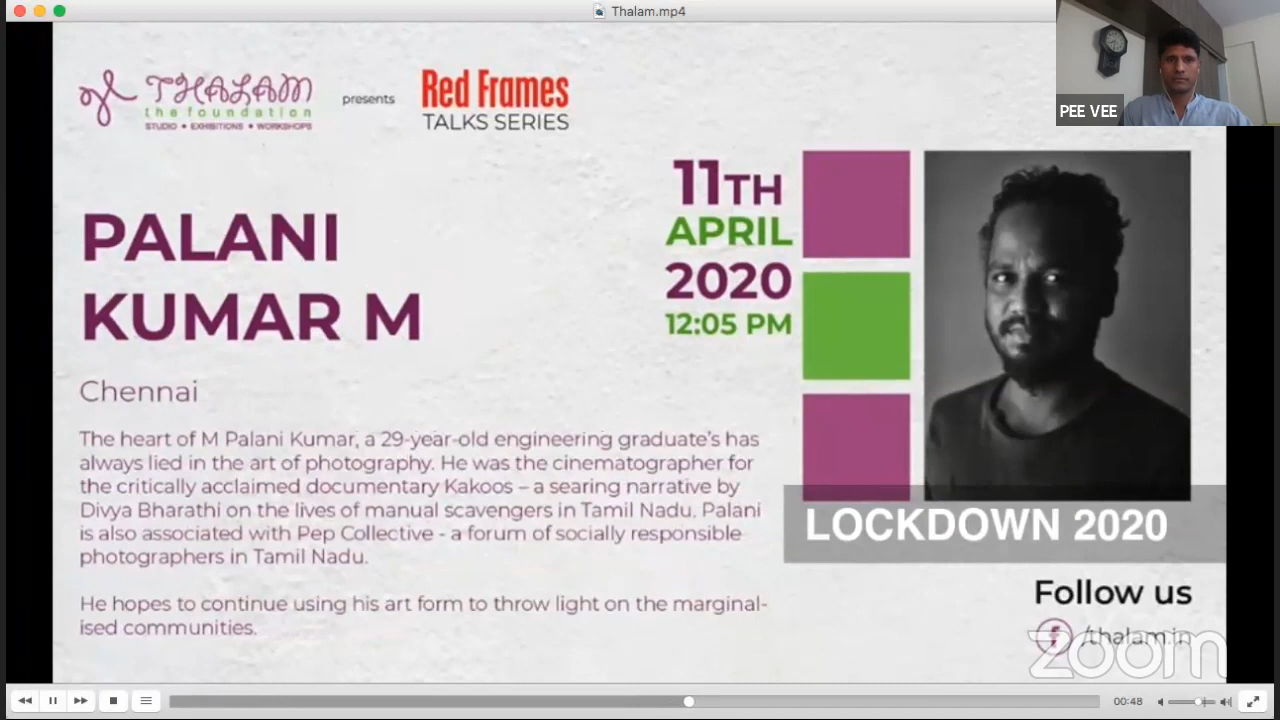 Thalam.mp4
PEE VEE
THALAM
the foundation
STUDIO • EXHIBITIONS • WORKSHOPS
presents
Red Frames
TALKS SERIES
11TH
APRIL
2020
12:05 PM
PALANI
KUMAR M
Chennai
The heart of M Palani Kumar, a 29-year-old engineering graduate's has
always lied in the art of photography. He was the cinematographer for
the critically acclaimed documentary Kakoos – a searing narrative by
Divya Bharathi on the lives of manual scavengers in Tamil Nadu. Palani
is also associated with Pep Collective - a forum of socially responsible
photographers in Tamil Nadu.
He hopes to continue using his art form to throw light on the marginal-
ised communities.
LOCKDOWN 2020
Follow us
f /thalam.in
zoom
00:48